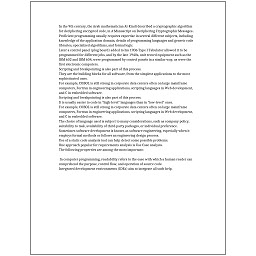 In the 9th century, the Arab mathematician Al-Kindi described a cryptographic algorithm
for deciphering encrypted code, in A Manuscript on Deciphering Cryptographic Messages.
Proficient programming usually requires expertise in several different subjects, including
knowledge of the application domain, details of programming languages and generic code
libraries, specialized algorithms, and formal logic.
Later a control panel (plug board) added to his 1906 Type I Tabulator allowed it to be
programmed for different jobs, and by the late 1940s, unit record equipment such as the
IBM 602 and IBM 604, were programmed by control panels in a similar way, as were the
first electronic computers.
Scripting and breakpointing is also part of this process.
They are the building blocks for all software, from the simplest applications to the most
sophisticated ones.
For example, COBOL is still strong in corporate data centers often on large mainframe
computers, Fortran in engineering applications, scripting languages in Web development,
and C in embedded software.
Scripting and breakpointing is also part of this process.
It is usually easier to code in "high-level" languages than in "low-level" ones.
For example, COBOL is still strong in corporate data centers often on large mainframe
computers, Fortran in engineering applications, scripting languages in Web development,
and C in embedded software.
The choice of language used is subject to many considerations, such as company policy,
suitability to task, availability of third-party packages, or individual preference.
Sometimes software development is known as software engineering, especially when it
employs formal methods or follows an engineering design process.
Use of a static code analysis tool can help detect some possible problems.
One approach popular for requirements analysis is Use Case analysis.
The following properties are among the most important:
In computer programming, readability refers to the ease with which a human reader can
comprehend the purpose, control flow, and operation of source code.
Integrated development environments (IDEs) aim to integrate all such help.